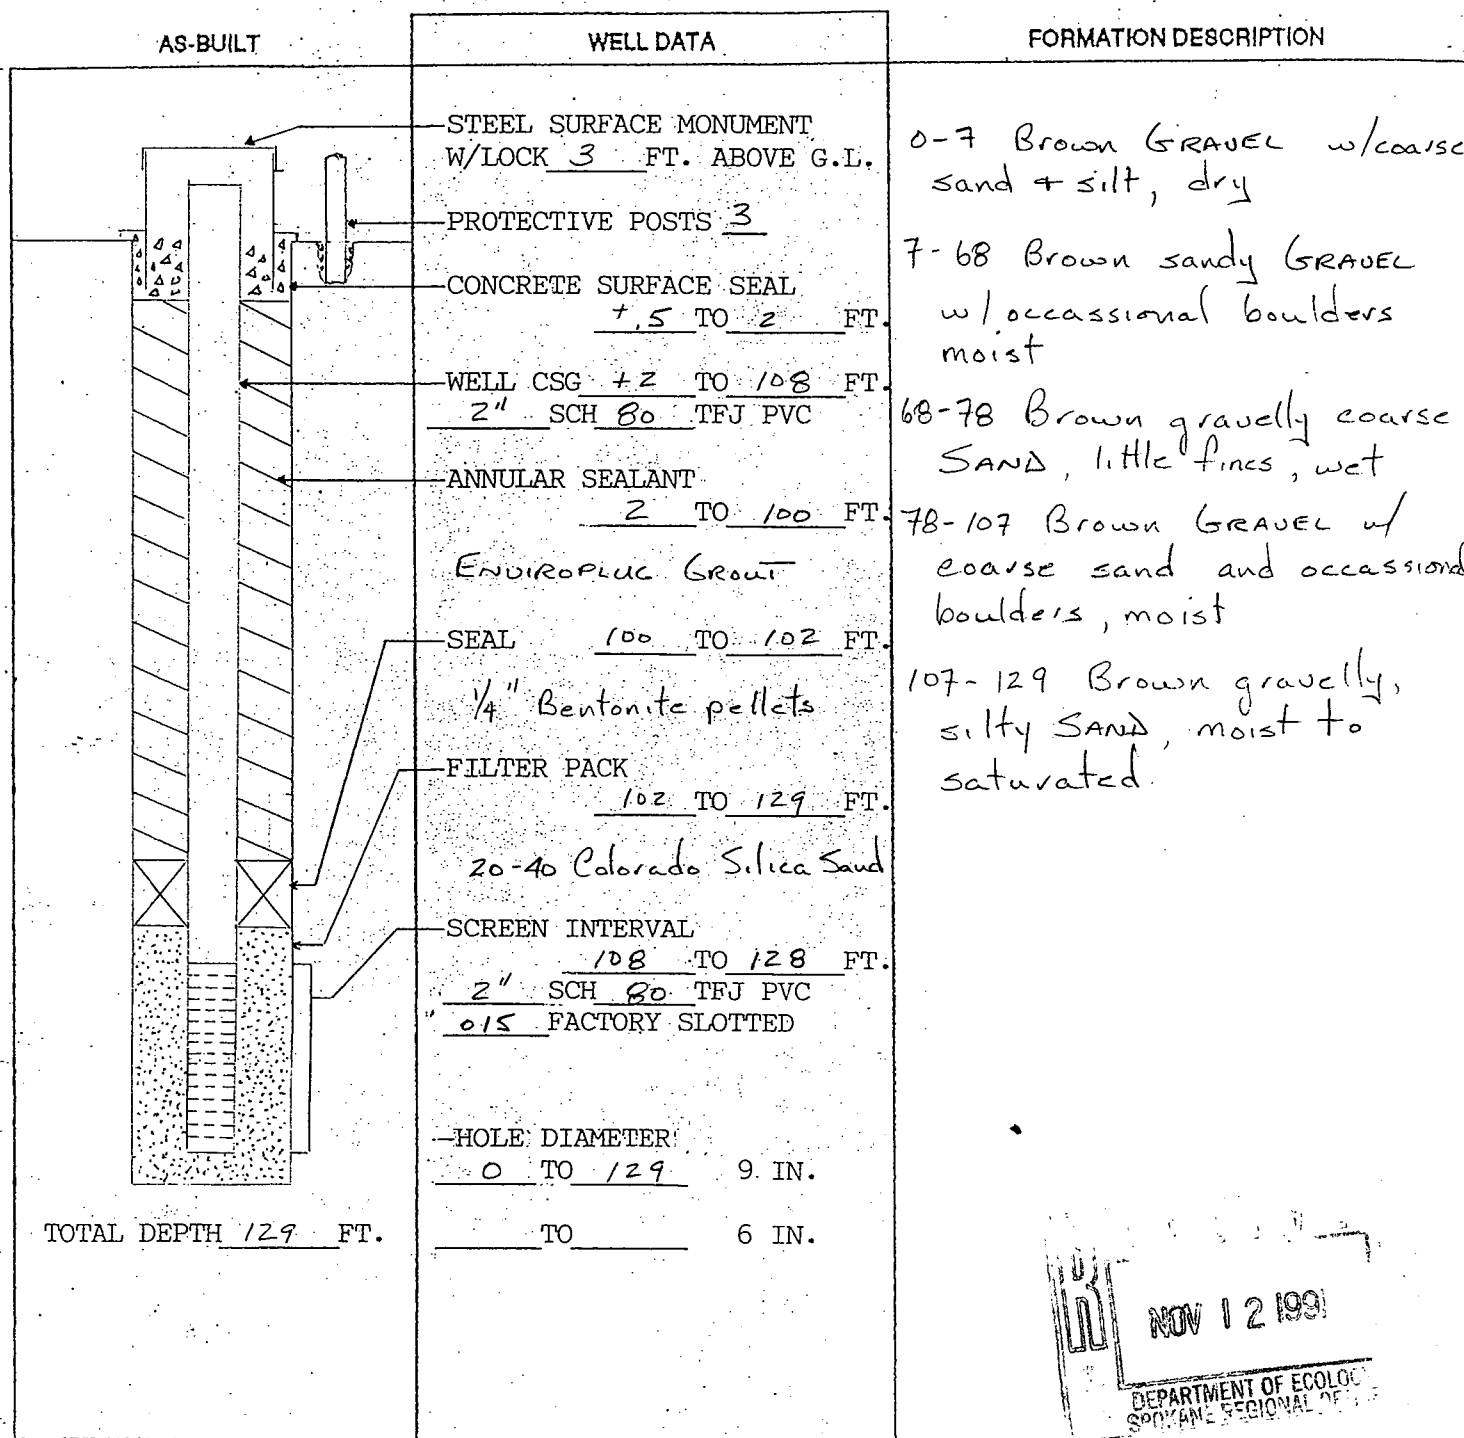 AS-BUILT
WELL DATA
FORMATION DESCRIPTION
STEEL SURFACE MONUMENT
W/LOCK 3 FT. ABOVE G.L.
PROTECTIVE POSTS 3
CONCRETE SURFACE SEAL
+.5 TO 2 FT.
WELL CSG +2 TO 108 FT.
2" SCH 80 TFJ PVC
ANNULAR SEALANT
2 TO 100 FT.
ENVIROPLUG GROUT
SEAL 100 TO 102 FT.
1/4" Bentonite pellets
FILTER PACK
102 TO 129 FT.
20-40 Colorado Silica Sand
SCREEN INTERVAL
108 TO 128 FT.
2" SCH 80 TFJ PVC
" 015 FACTORY SLOTTED
HOLE DIAMETER
0 TO 129 9 IN.
TO 6 IN.
TOTAL DEPTH 129 FT.
0-7 Brown GRAVEL w/coarse
sand + silt, dry
7-68 Brown sandy GRAVEL
w/ occassional boulders
moist
68-78 Brown gravelly coarse
SAND, little fines, wet
78-107 Brown GRAVEL w/
coarse sand and occassional
boulders, moist
107-129 Brown gravelly,
silty SAND, moist to
saturated.
NOV 12 1991
DEPARTMENT OF ECOLOG
SPOKANE REGIONAL